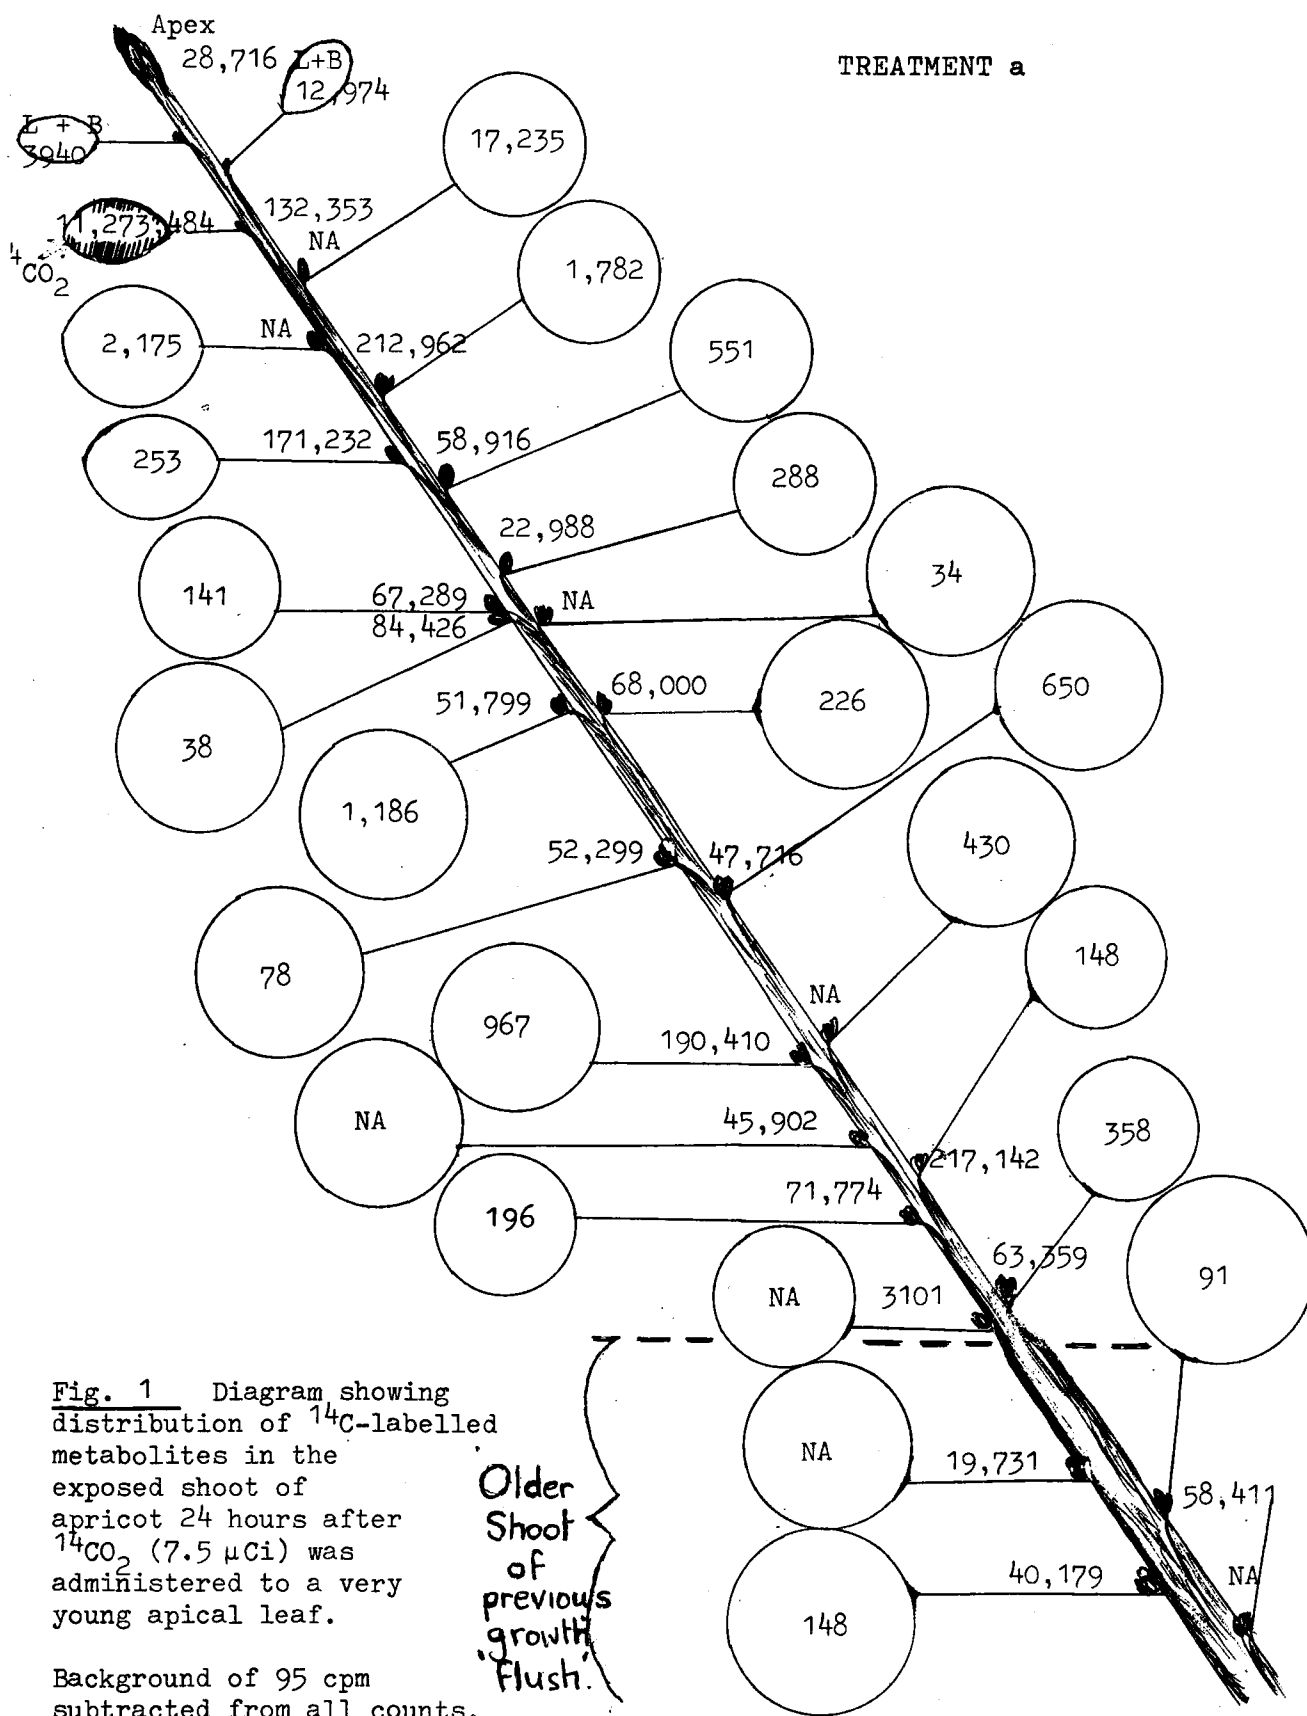 Apex
28,716
L+B
12,974
TREATMENT a
L + B
3940
17,235
132,353
11,273,484
NA
4CO2
1,782
2,175
NA
212,962
551
253
171,232
58,916
288
22,988
34
141
67,289
NA
84,426
38
51,799
68,000
226
650
1,186
52,299
47,716
430
78
148
967
NA
190,410
NA
45,902
358
217,142
196
71,774
63,359
91
NA
3101
Fig. 1 Diagram showing
distribution of 14C-labelled
metabolites in the
exposed shoot of
apricot 24 hours after
14CO2 (7.5 µCi) was
administered to a very
young apical leaf.
Background of 95 cpm
subtracted from all counts.
Older
Shoot
of
previous
growth
'Flush'.
NA
19,731
58,411
40,179
NA
148